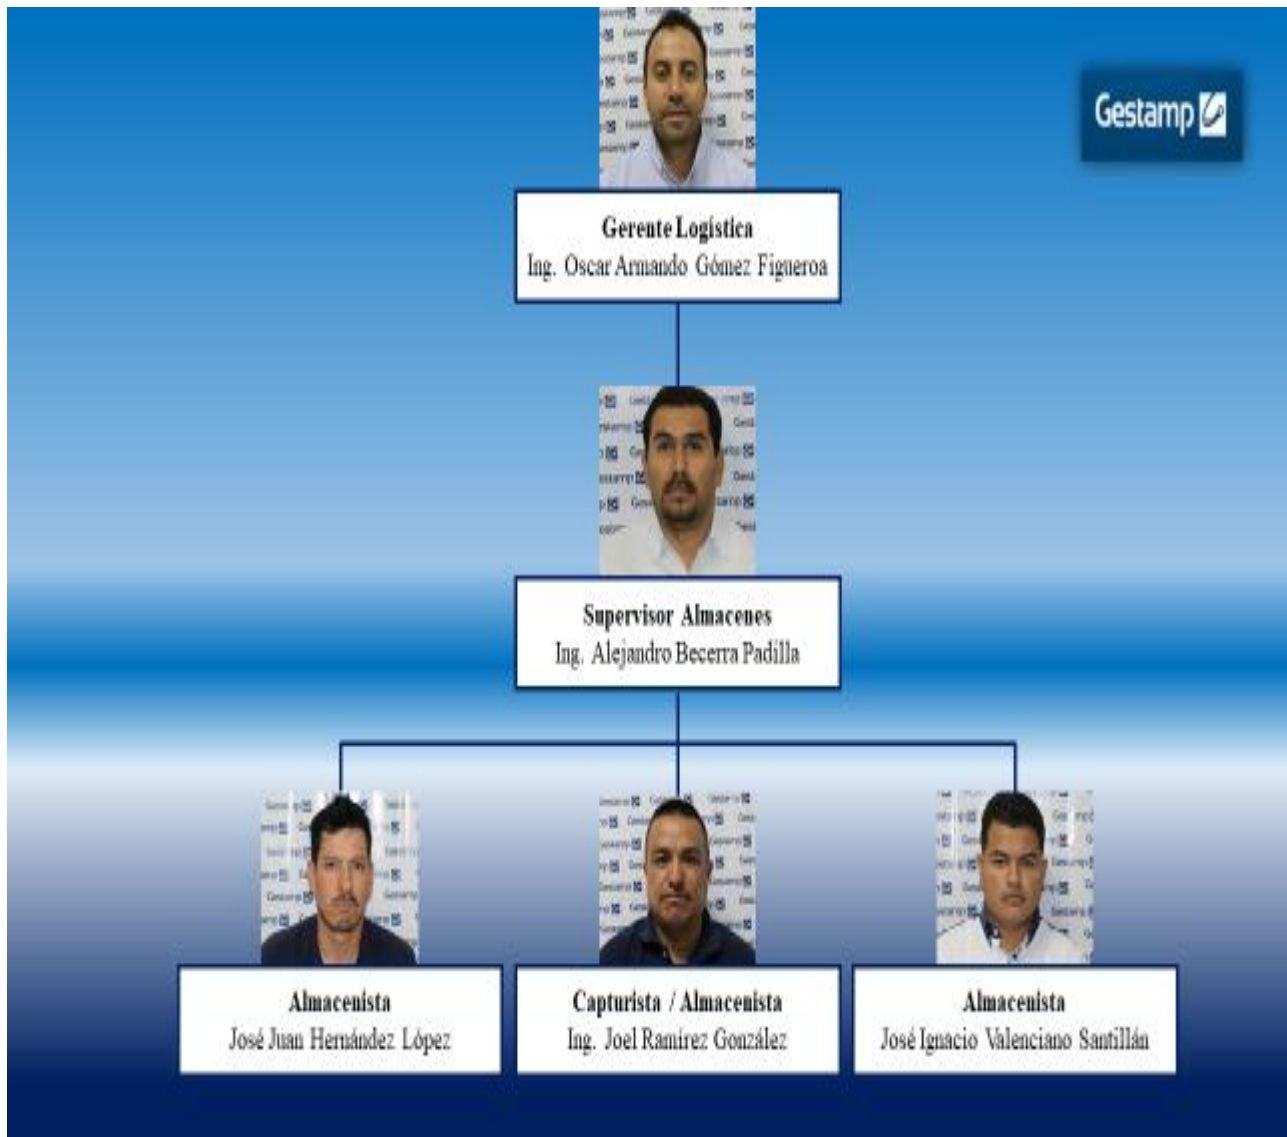 Gestamp
Gerente Logística
Ing. Oscar Armando Gómez Figueroa
Supervisor Almacenes
Ing. Alejandro Becerra Padilla
Almacenista
José Juan Hernández López
Capturista / Almacenista
Ing. Joel Ramírez González
Almacenista
José Ignacio Valenciano Santillán